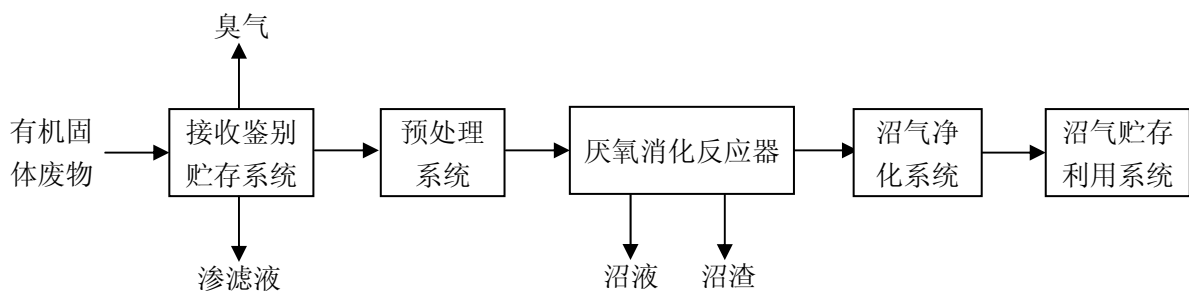 臭气
有机固
体废物
接收鉴别
贮存系统
预处理
系统
厌氧消化反应器
沼气净
化系统
沼气贮存
利用系统
渗滤液
沼液
沼渣